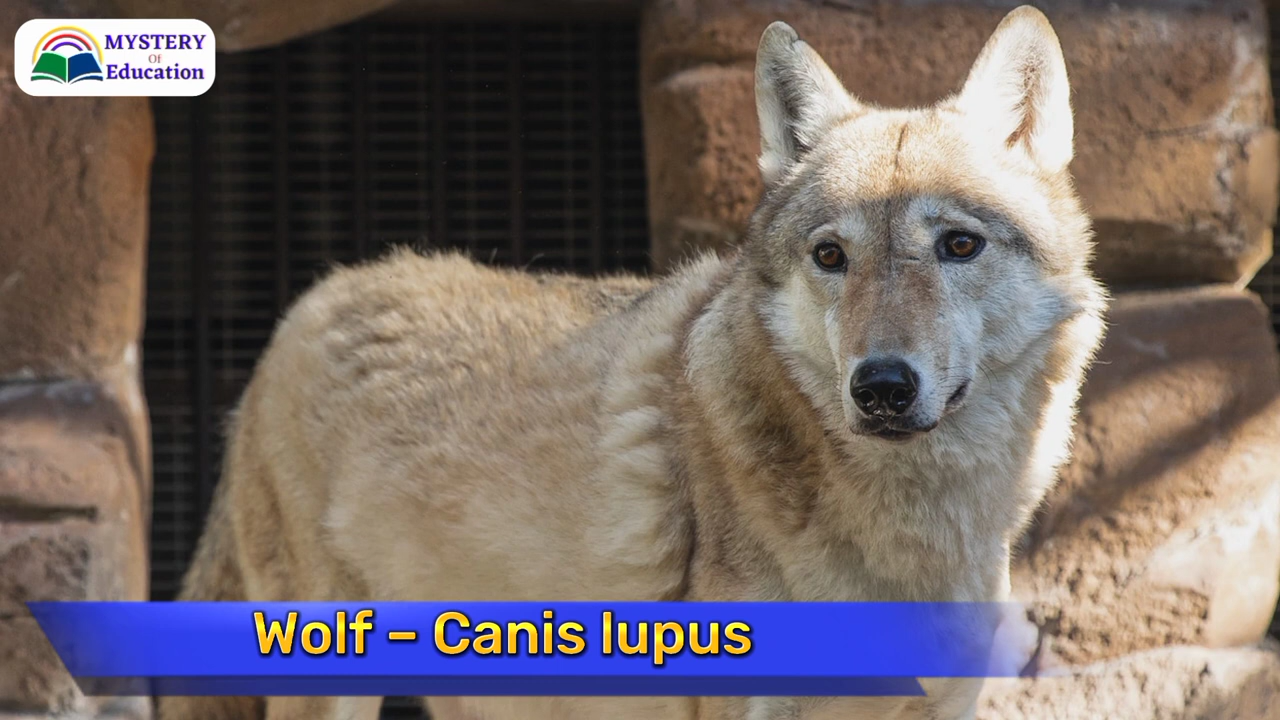 MYSTERY
Of
Education
Wolf – Canis lupus